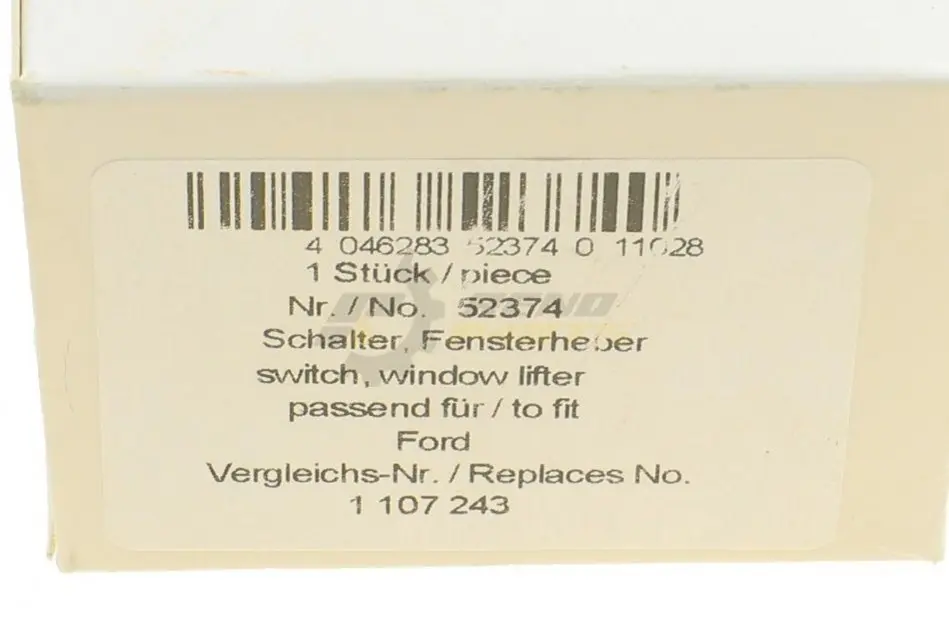 4 046283 52374 0 11028
1 Stück / piece
Nr. / No. 52374
Schalter, Fensterheber
switch, window lifter
passend für / to fit
Ford
Vergleichs-Nr. / Replaces No.
1 107 243